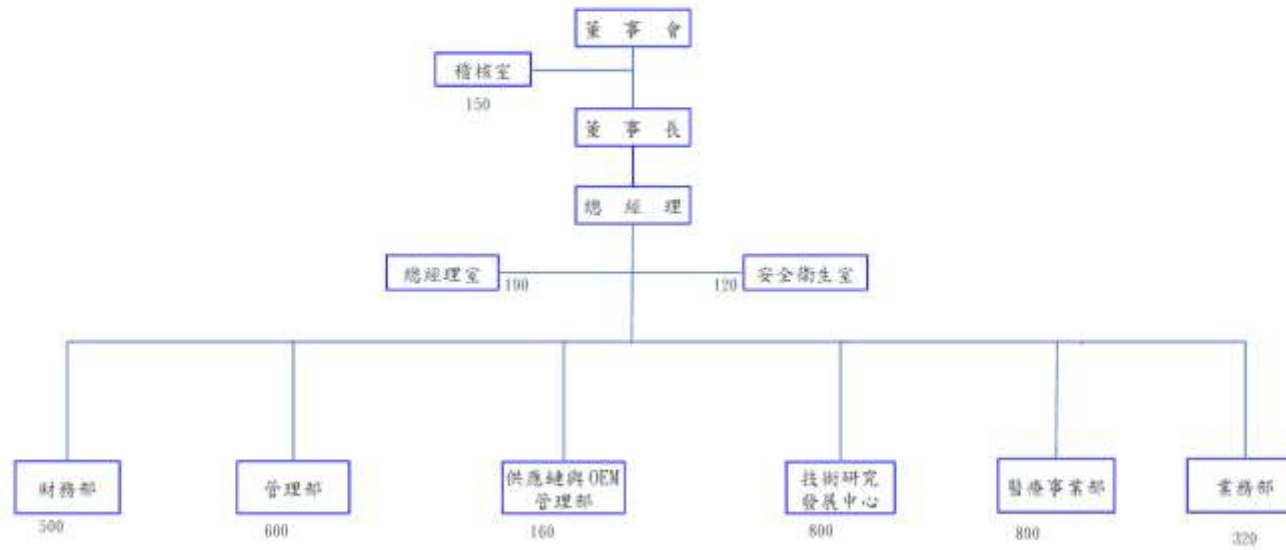 董 事 會
稽核室
150
董 事 長
總 經 理
總經理室
190
120
安全衛生室
財務部
500
管理部
600
供應鏈與OEM
管理部
160
技術研究
發展中心
800
醫療事業部
890
業務部
320